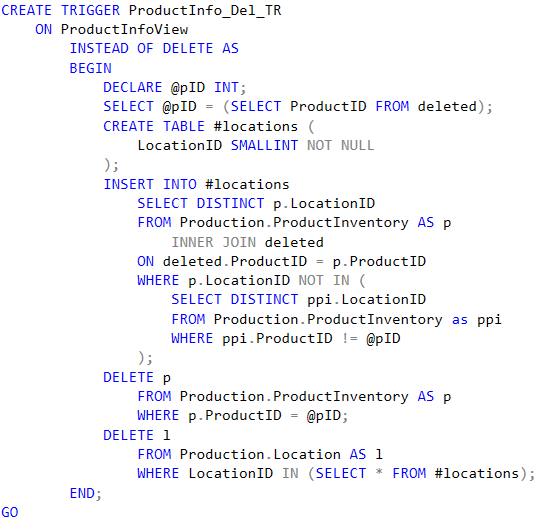 CREATE TRIGGER ProductInfo_Del_TR
    ON ProductInfoView
        INSTEAD OF DELETE AS
        BEGIN
            DECLARE @pID INT;
            SELECT @pID = (SELECT ProductID FROM deleted);
            CREATE TABLE #locations (
                LocationID SMALLINT NOT NULL
            );
            INSERT INTO #locations
                SELECT DISTINCT p.LocationID
                FROM Production.ProductInventory AS p
                    INNER JOIN deleted
                ON deleted.ProductID = p.ProductID
                WHERE p.LocationID NOT IN (
                    SELECT DISTINCT ppi.LocationID
                    FROM Production.ProductInventory as ppi
                    WHERE ppi.ProductID != @pID
                );
            DELETE p
                FROM Production.ProductInventory AS p
                WHERE p.ProductID = @pID;
            DELETE l
                FROM Production.Location AS l
                WHERE LocationID IN (SELECT * FROM #locations);
        END;
GO